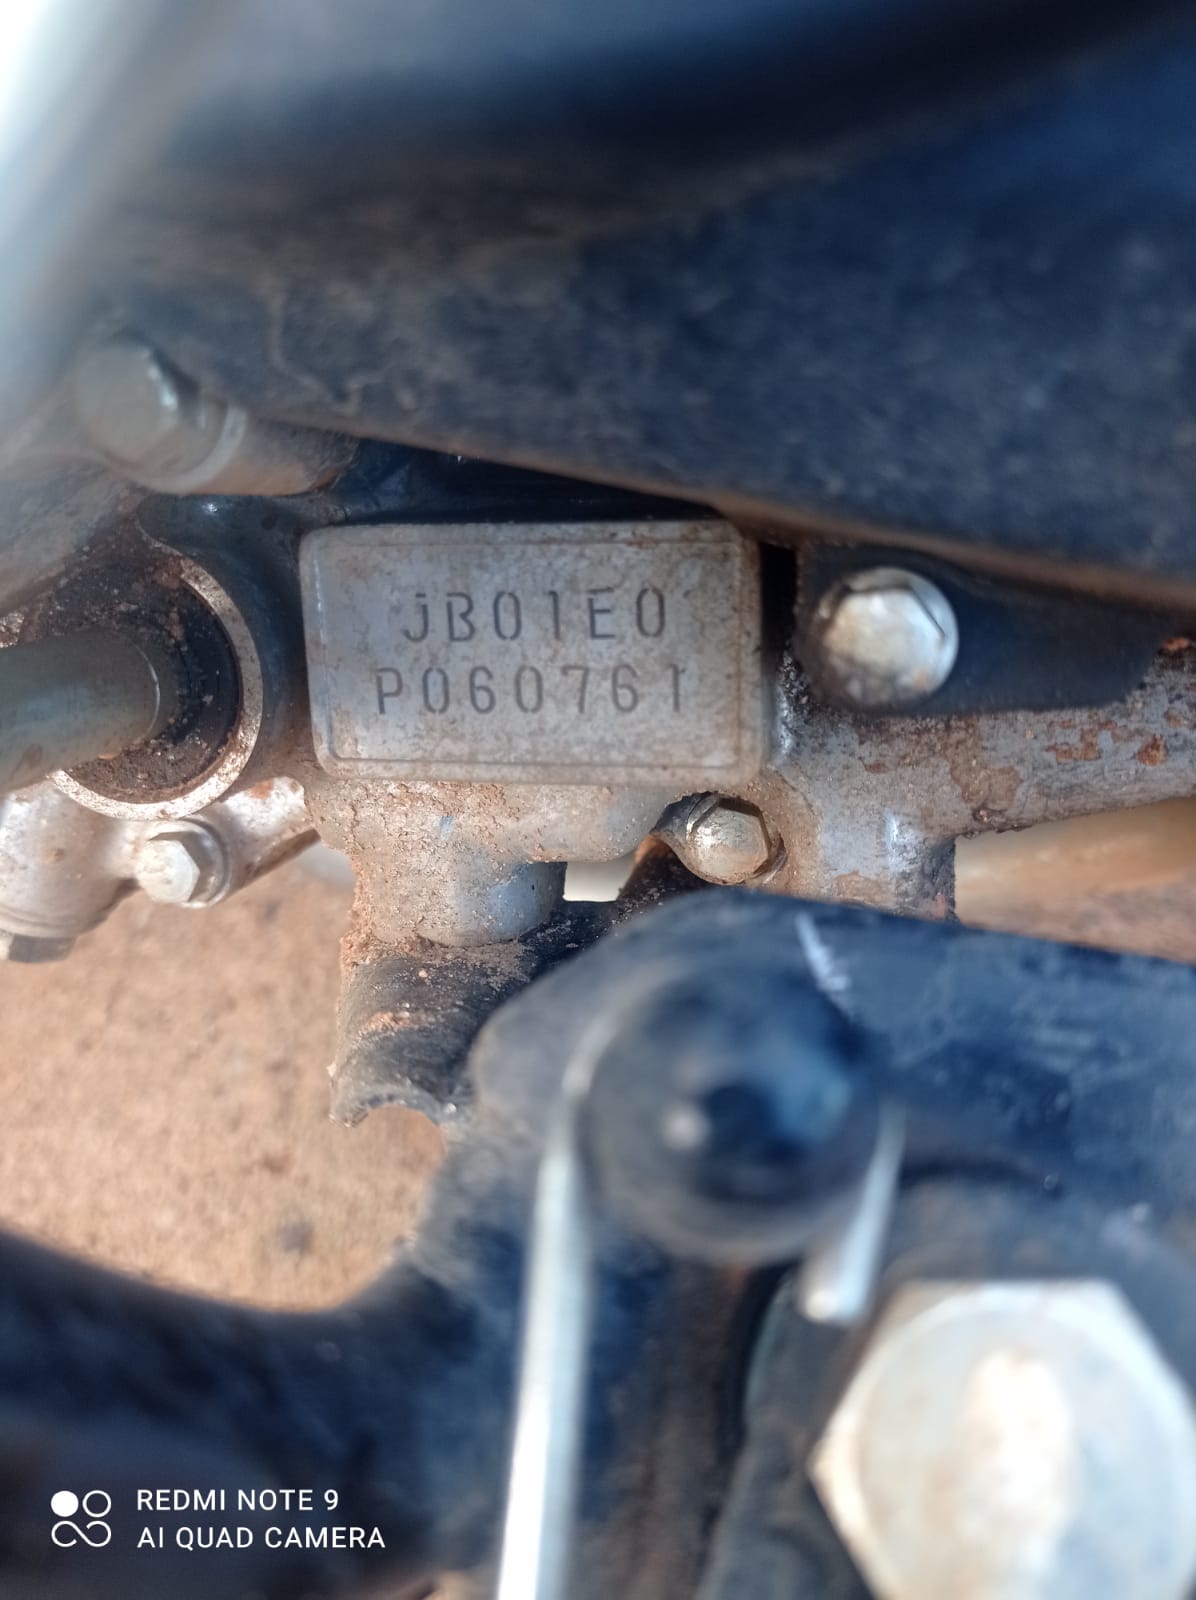 JB01E0
P060761
REDMI NOTE 9
AI QUAD CAMERA